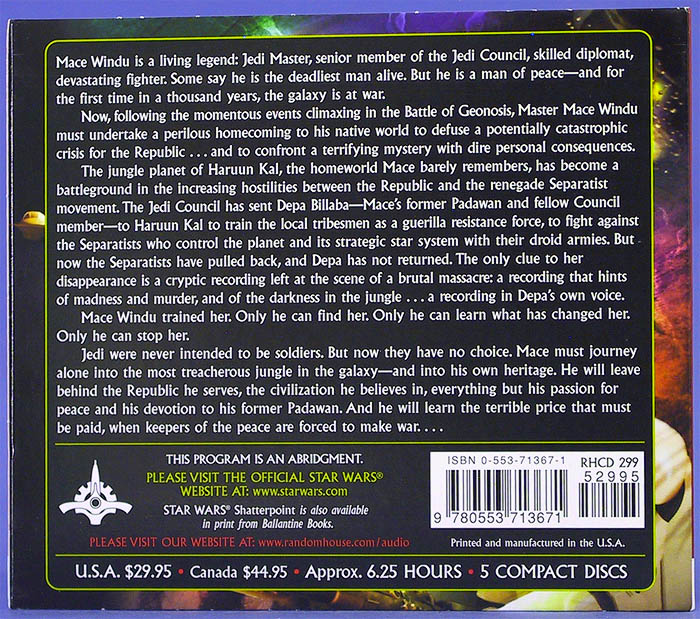 Mace Windu is a living legend: Jedi Master, senior member of the Jedi Council, skilled diplomat,
devastating fighter. Some say he is the deadliest man alive. But he is a man of peace—and for
the first time in a thousand years, the galaxy is at war.
Now, following the momentous events climaxing in the Battle of Geonosis, Master Mace Windu
must undertake a perilous homecoming to his native world to defuse a potentially catastrophic
crisis for the Republic . . . and to confront a terrifying mystery with dire personal consequences.
The jungle planet of Haruun Kal, the homeworld Mace barely remembers, has become a
battleground in the increasing hostilities between the Republic and the renegade Separatist
movement. The Jedi Council has sent Depa Billaba—Mace's former Padawan and fellow Council
member—to Haruun Kal to train the local tribesmen as a guerilla resistance force, to fight against
the Separatists who control the planet and its strategic star system with their droid armies. But
now the Separatists have pulled back, and Depa has not returned. The only clue to her
disappearance is a cryptic recording left at the scene of a brutal massacre: a recording that hints
of madness and murder, and of the darkness in the jungle . . . a recording in Depa's own voice.
Mace Windu trained her. Only he can find her. Only he can learn what has changed her.
Only he can stop her.
Jedi were never intended to be soldiers. But now they have no choice. Mace must journey
alone into the most treacherous jungle in the galaxy—and into his own heritage. He will leave
behind the Republic he serves, the civilization he believes in, everything but his passion for
peace and his devotion to his former Padawan. And he will learn the terrible price that must
be paid, when keepers of the peace are forced to make war. . . .
THIS PROGRAM IS AN ABRIDGMENT.
PLEASE VISIT THE OFFICIAL STAR WARS®
WEBSITE AT: www.starwars.com
STAR WARS® Shatterpoint is also available
in print from Ballantine Books.
PLEASE VISIT OUR WEBSITE AT: www.randomhouse.com/audio
ISBN 0-553-71367-1
RHCD 299
52995
9 780553 713671
Printed and manufactured in the U.S.A.
U.S.A. $29.95 • Canada $44.95 • Approx. 6.25 HOURS • 5 COMPACT DISCS